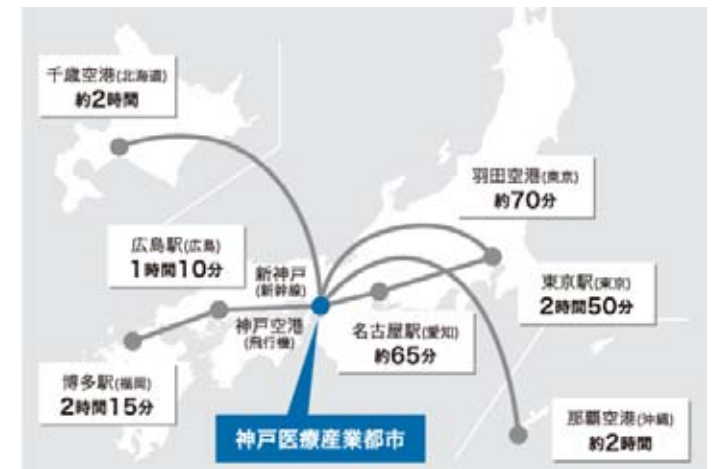 千歳空港(北海道)
約2時間
羽田空港(東京)
約70分
広島駅(広島)
1時間10分
新神戸
(新幹線)
東京駅(東京)
2時間50分
神戸空港
(飛行機)
名古屋駅(愛知)
約65分
博多駅(福岡)
2時間15分
神戸医療産業都市
那覇空港(沖縄)
約2時間